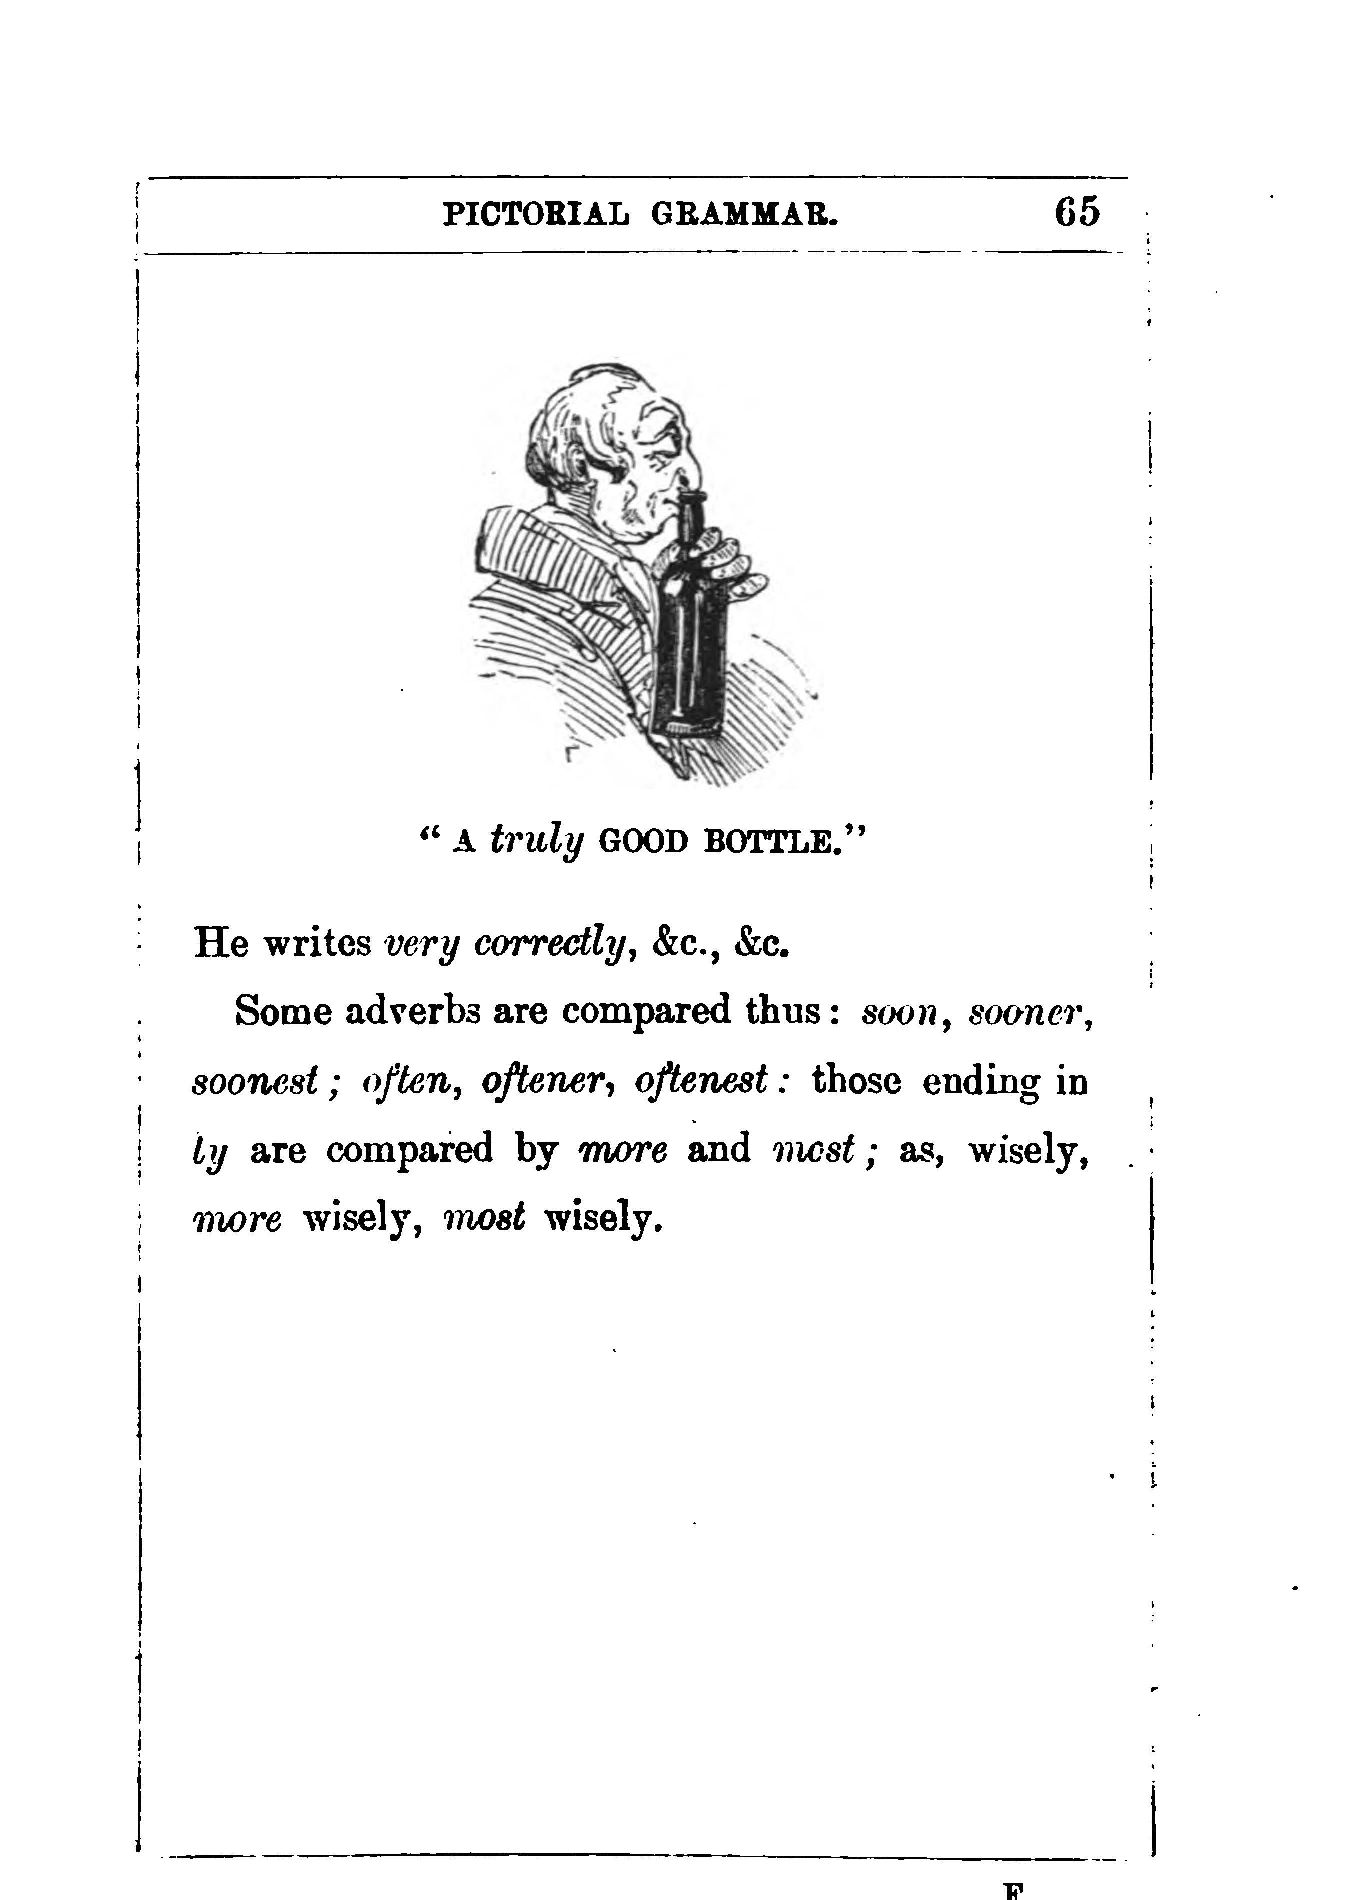 PICTORIAL GRAMMAR. 65
“ A truly GOOD BOTTLE.”
He writes very correctly, &c., &c.
Some adverbs are compared thus : soon, sooner,
soonest ; often, oftener, oftenest : those ending in
ly are compared by more and most ; as, wisely,
more wisely, most wisely.
F